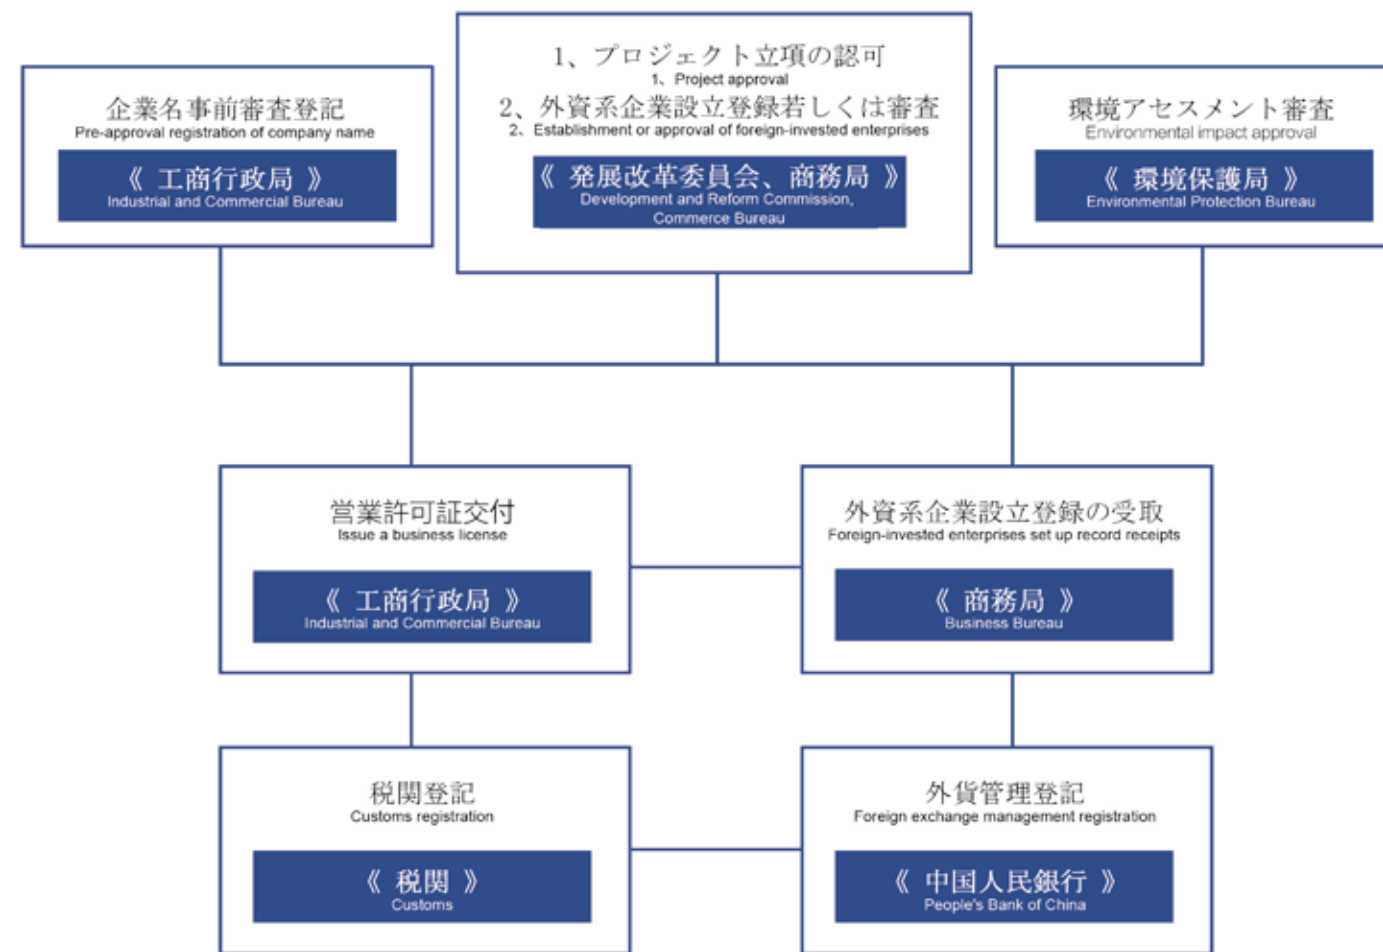 企業名事前審査登記
Pre-approval registration of company name
《 工商行政局 》
Industrial and Commercial Bureau
1、プロジェクト立項の認可
1、Project approval
2、外資系企業設立登録若しくは審査
2、Establishment or approval of foreign-invested enterprises
《 発展改革委員会、商務局 》
Development and Reform Commission,
Commerce Bureau
環境アセスメント審査
Environmental impact approval
《 環境保護局 》
Environmental Protection Bureau
営業許可証交付
Issue a business license
《 工商行政局 》
Industrial and Commercial Bureau
外資系企業設立登録の受取
Foreign-invested enterprises set up record receipts
《 商務局 》
Business Bureau
税関登記
Customs registration
《 税関 》
Customs
外貨管理登記
Foreign exchange management registration
《 中国人民銀行 》
People's Bank of China